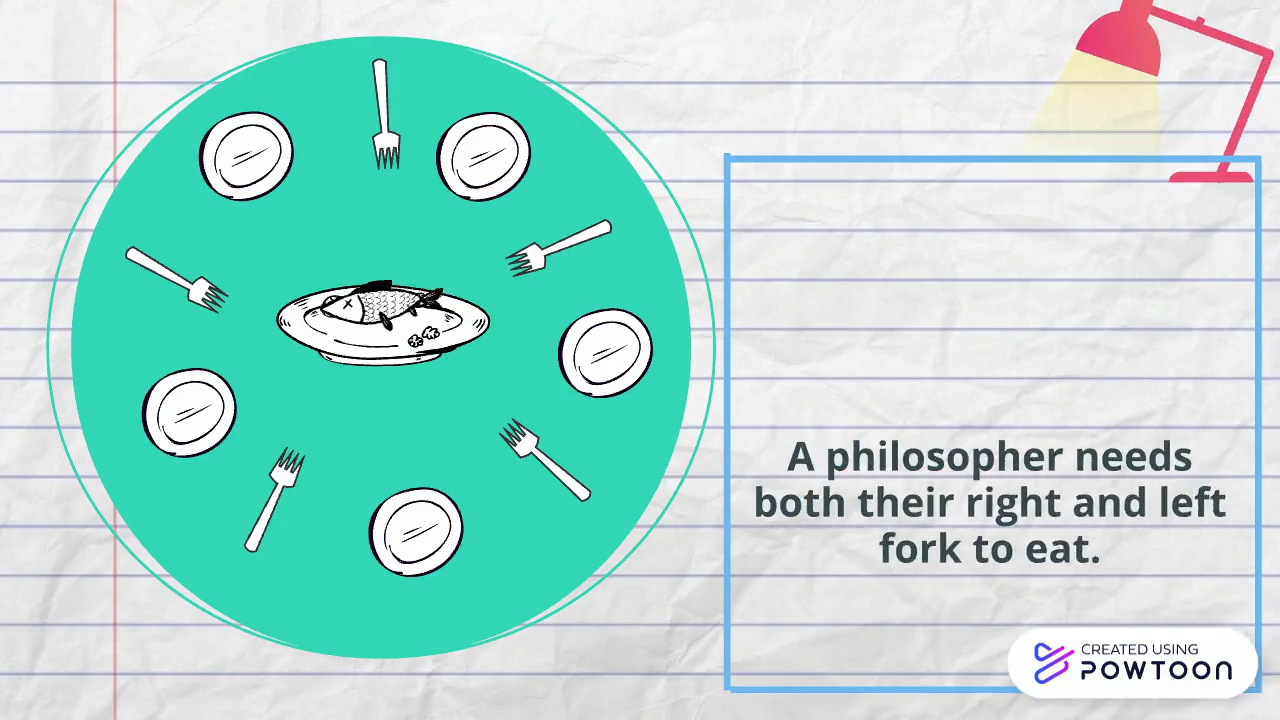 A philosopher needs
both their right and left
fork to eat.
CREATED USING
POWTOON